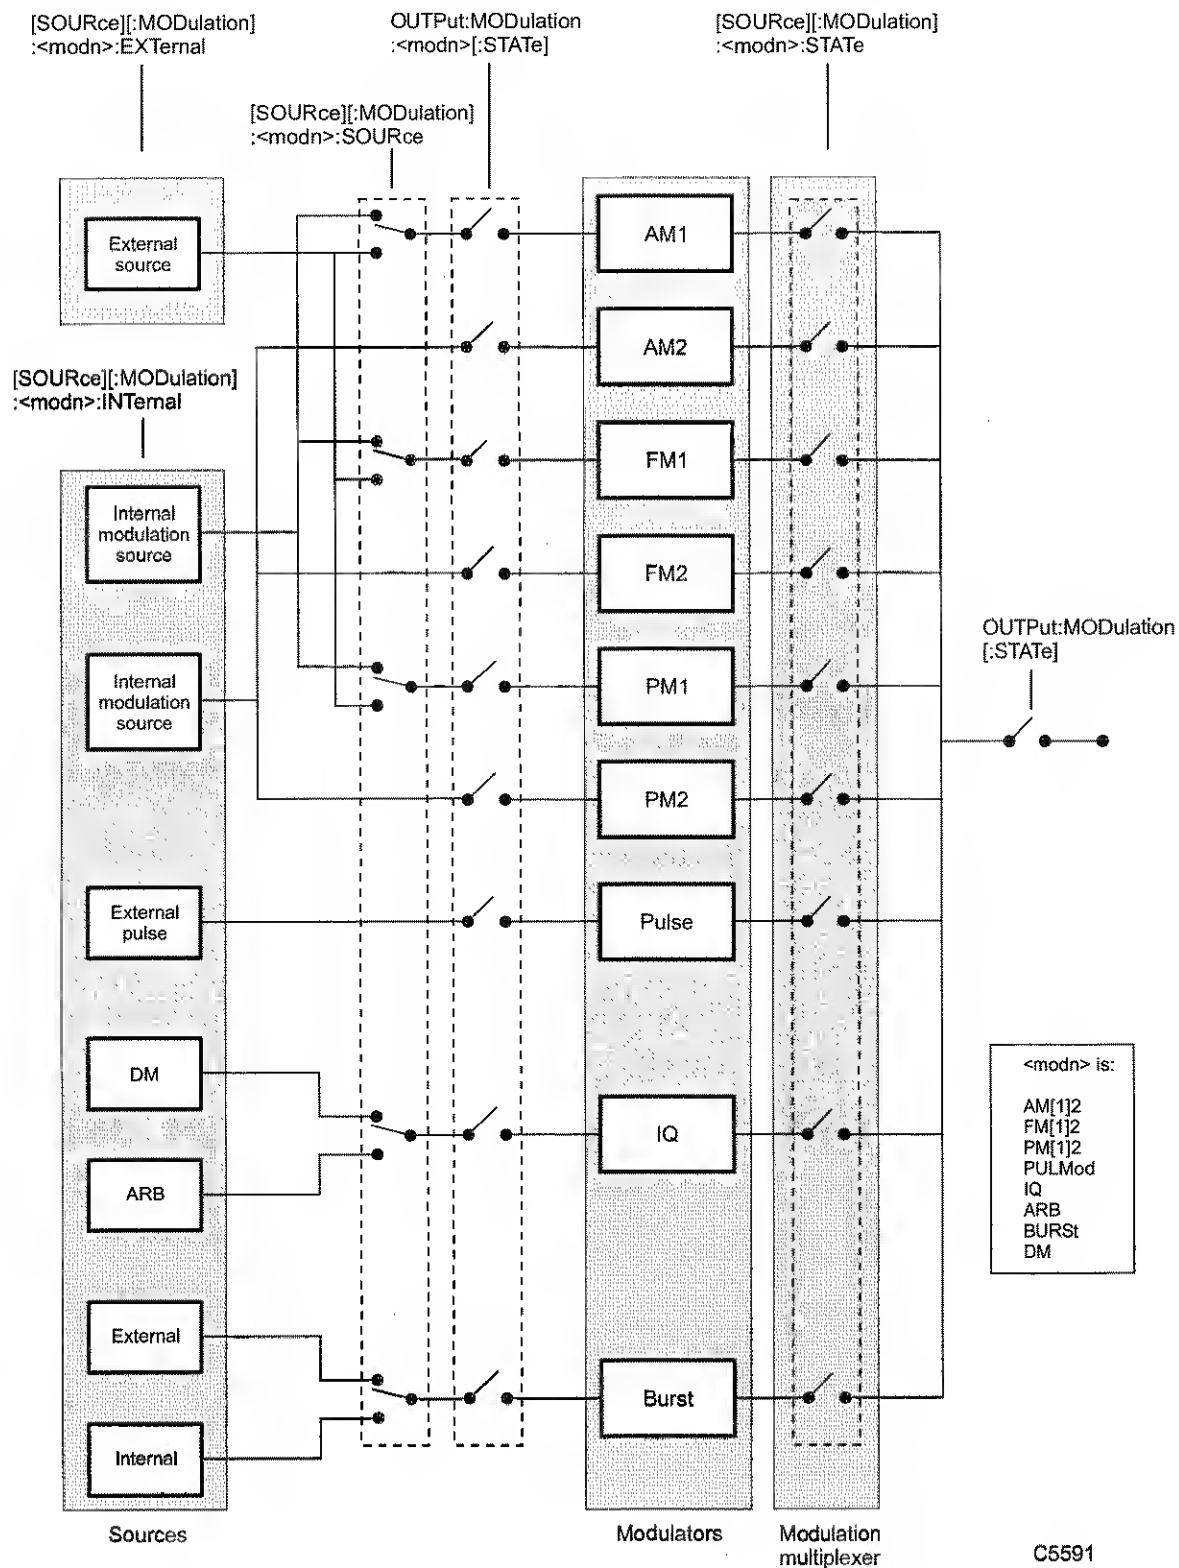 [SOURce][:MODulation]
:<modn>:EXTernal
OUTPut:MODulation
:<modn>[:STATe]
[SOURce][:MODulation]
:<modn>:STATe
[SOURce][:MODulation]
:<modn>:SOURce
External
source
AM1
AM2
[SOURce][:MODulation]
:<modn>:INTernal
FM1
Internal
modulation
source
FM2
OUTPut:MODulation
[:STATe]
Internal
modulation
source
PM1
PM2
External
pulse
Pulse
DM
IQ
ARB
<modn> is:
AM[1]2
FM[1]2
PM[1]2
PULMod
IQ
ARB
BURSt
DM
External
Burst
Internal
Sources
Modulators
Modulation
multiplexer
C5591